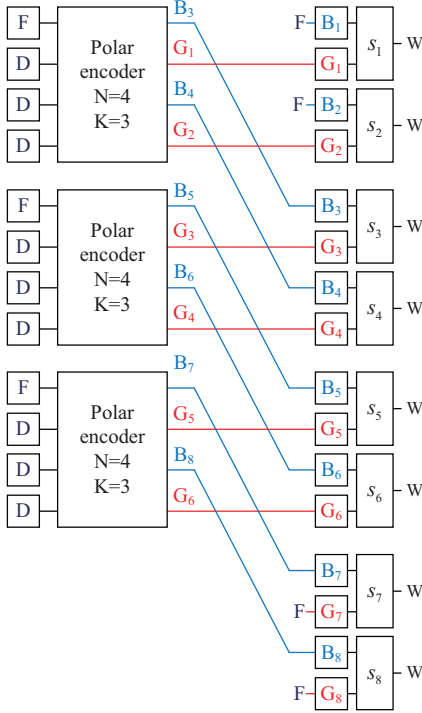 F B₃ F B₁
Polar s₁ W
D encoder G₁ G₁
D N=4 B₄ F B₂
K=3 s₂ W
D G₂ G₂
F B₅ B₃
Polar s₃ W
D encoder G₃ G₃
D N=4 B₆ B₄
K=3 s₄ W
D G₄ G₄
F B₇ B₅
Polar s₅ W
D encoder G₅ G₅
D N=4 B₈ B₆
K=3 s₆ W
D G₆ G₆
B₇
s₇ W
F G₇
B₈
s₈ W
F G₈